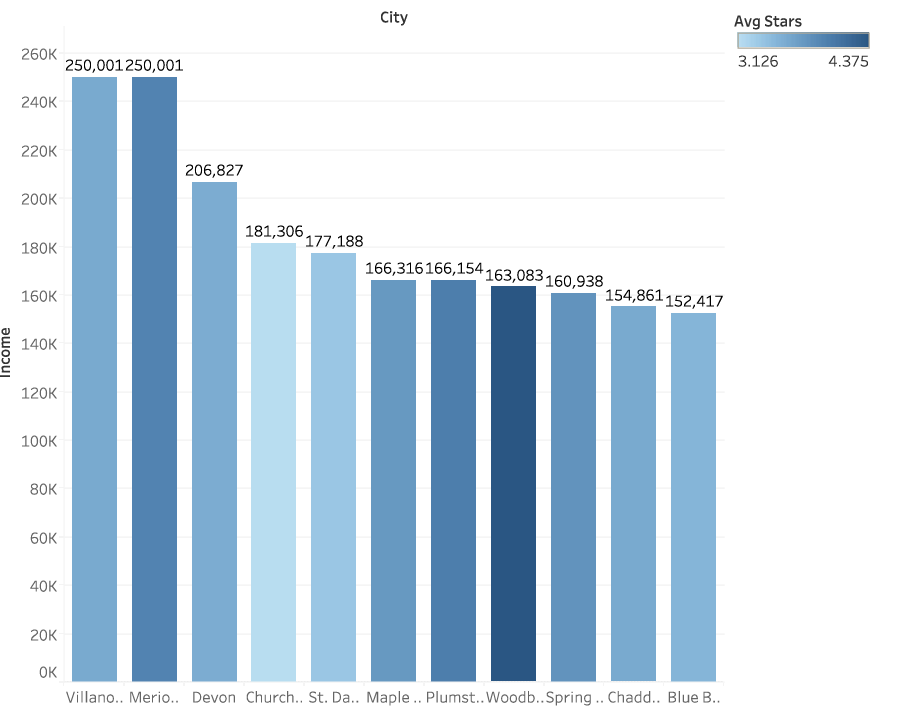 City
Avg Stars
3.126 4.375
260K
240K
220K
200K
180K
160K
140K
120K
100K
80K
60K
40K
20K
0K
Income
250,001 250,001
206,827
181,306
177,188
166,316 166,154
163,083
160,938
154,861
152,417
Villano.. Merio.. Devon Church.. St. Da.. Maple .. Plumst.. Woodb.. Spring .. Chadd.. Blue B..